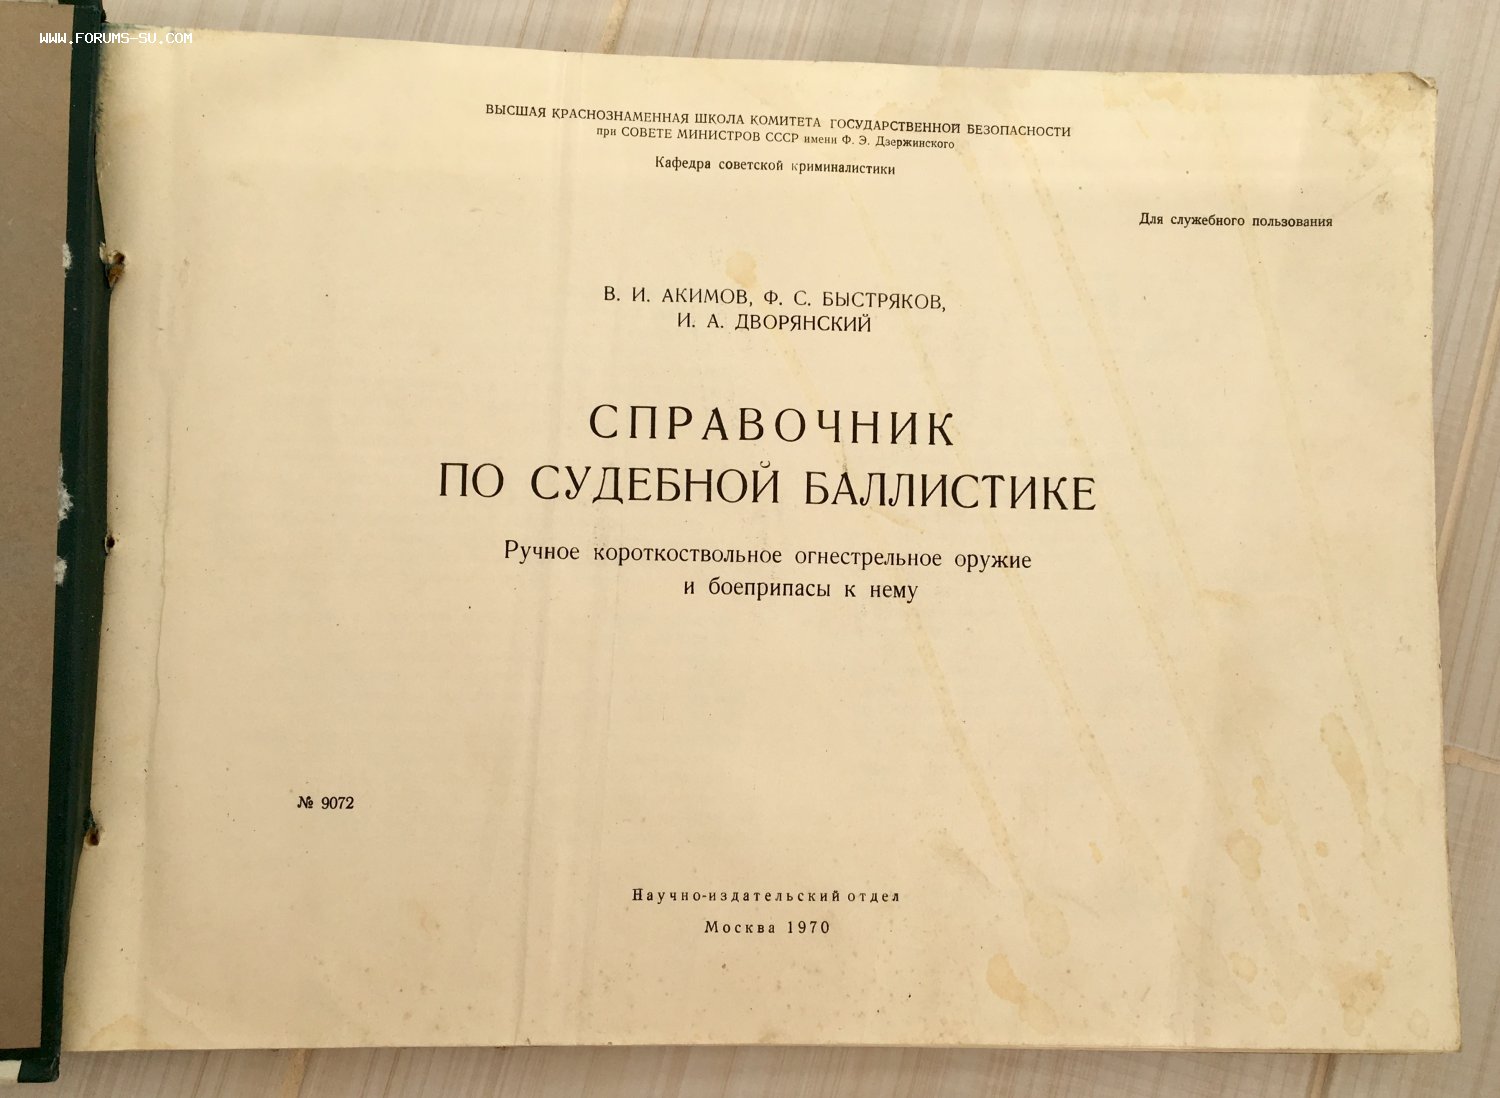 WWW.FORUMS-SU.COM
ВЫСШАЯ КРАСНОЗНАМЕННАЯ ШКОЛА КОМИТЕТА ГОСУДАРСТВЕННОЙ БЕЗОПАСНОСТИ
при СОВЕТЕ МИНИСТРОВ СССР имени Ф. Э. Дзержинского
Кафедра советской криминалистики
Для служебного пользования
В. И. АКИМОВ, Ф. С. БЫСТРЯКОВ,
И. А. ДВОРЯНСКИЙ
СПРАВОЧНИК
ПО СУДЕБНОЙ БАЛЛИСТИКЕ
Ручное короткоствольное огнестрельное оружие
и боеприпасы к нему
№ 9072
Научно-издательский отдел
Москва 1970